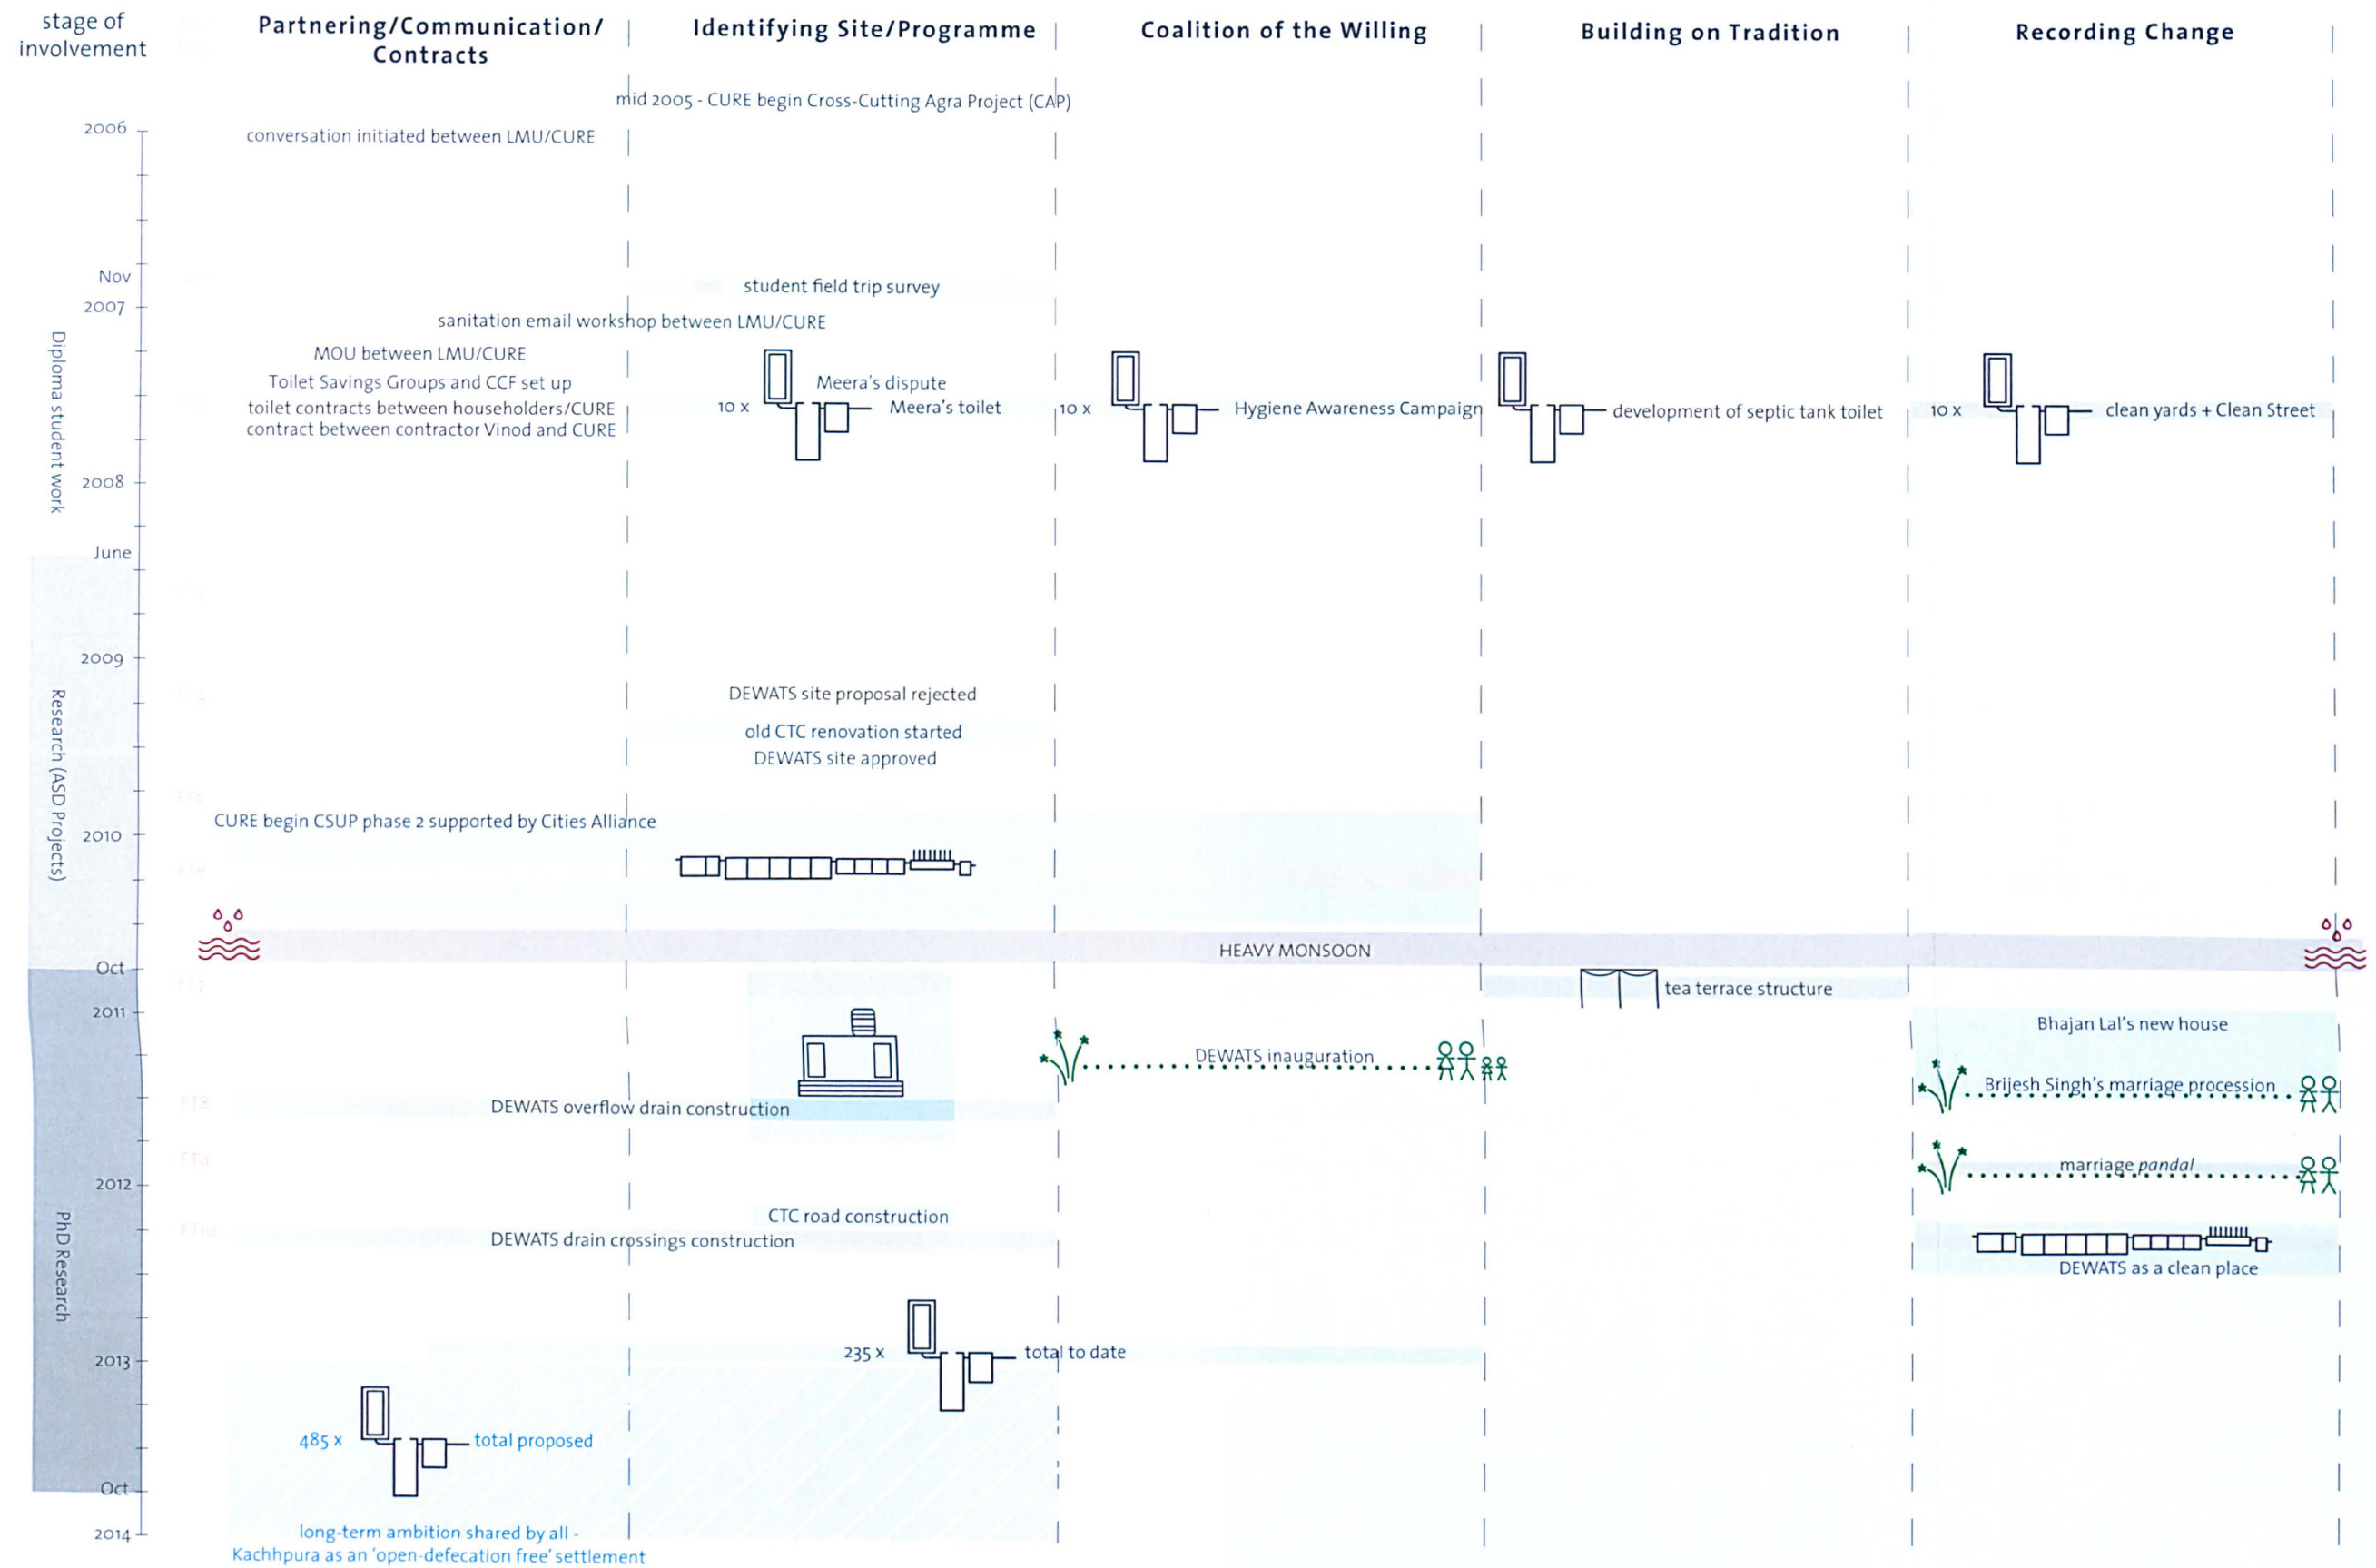 stage of
involvement
Partnering/Communication/
Contracts
Identifying Site/Programme
Coalition of the Willing
Building on Tradition
Recording Change
mid 2005 - CURE begin Cross-Cutting Agra Project (CAP)
2006
conversation initiated between LMU/CURE
Nov
student field trip survey
2007
sanitation email workshop between LMU/CURE
Diploma student work
MOU between LMU/CURE
Toilet Savings Groups and CCF set up
Meera's dispute
toilet contracts between householders/CURE
10 x
Meera's toilet
10 x
Hygiene Awareness Campaign
development of septic tank toilet
10 x
clean yards + Clean Street
contract between contractor Vinod and CURE
2008
June
2009
Research (ASD Projects)
DEWATS site proposal rejected
old CTC renovation started
DEWATS site approved
CURE begin CSUP phase 2 supported by Cities Alliance
2010
HEAVY MONSOON
Oct
FT7
tea terrace structure
2011
Bhajan Lal's new house
DEWATS inauguration
Brijesh Singh's marriage procession
FT8
DEWATS overflow drain construction
FT9
marriage pandal
2012
PhD Research
CTC road construction
FT10
DEWATS drain crossings construction
DEWATS as a clean place
2013
235 x
total to date
485 x
total proposed
Oct
2014
long-term ambition shared by all -
Kachhpura as an 'open-defecation free' settlement